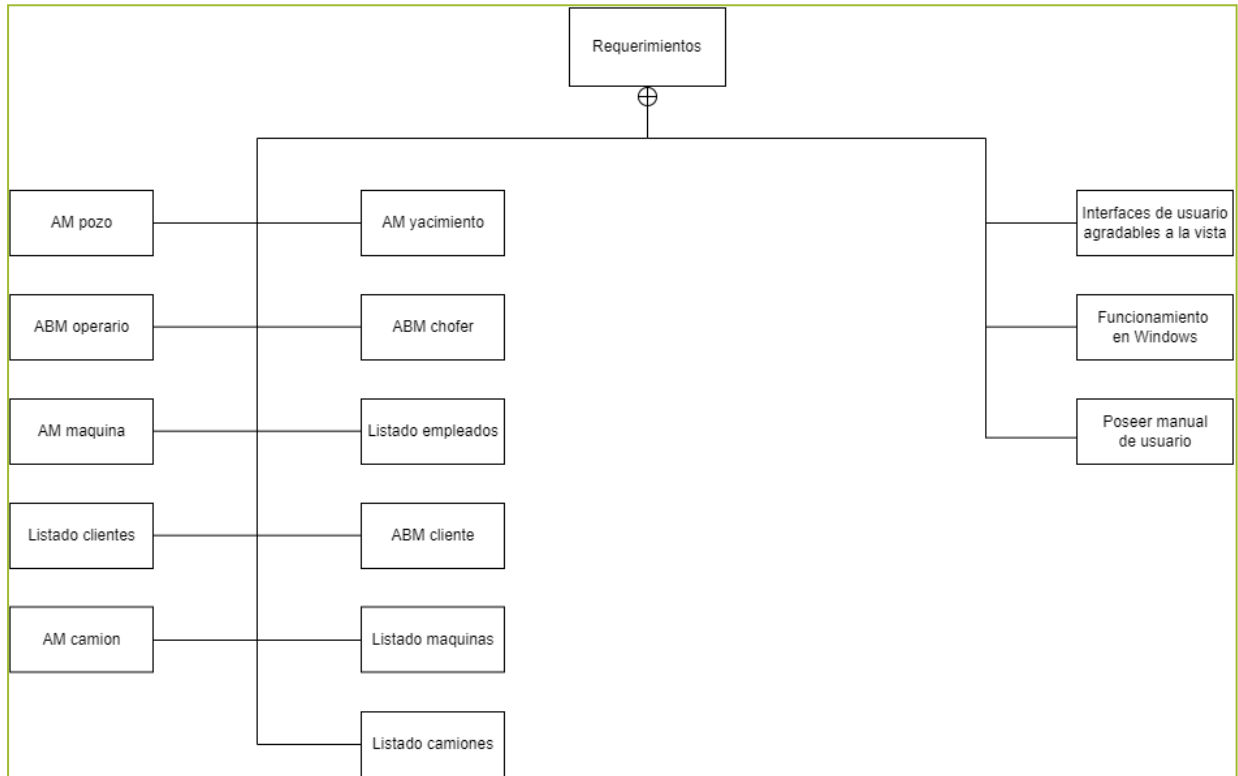 Requerimientos
AM pozo
AM yacimiento
Interfaces de usuario
agradables a la vista
ABM operario
ABM chofer
Funcionamiento
en Windows
AM maquina
Listado empleados
Poseer manual
de usuario
Listado clientes
ABM cliente
AM camion
Listado maquinas
Listado camiones